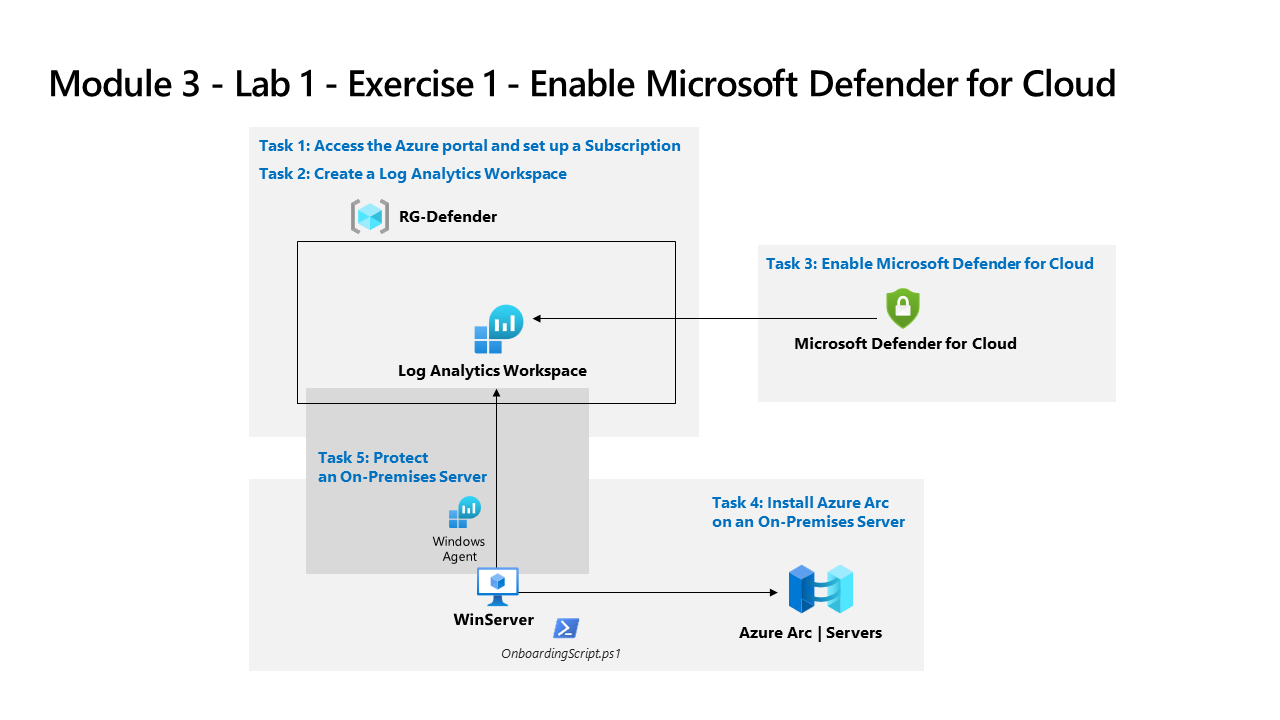 Module 3 - Lab 1 - Exercise 1 - Enable Microsoft Defender for Cloud
Task 1: Access the Azure portal and set up a Subscription
Task 2: Create a Log Analytics Workspace
RG-Defender
Log Analytics Workspace
Task 3: Enable Microsoft Defender for Cloud
Microsoft Defender for Cloud
Task 5: Protect
an On-Premises Server
Windows
Agent
WinServer
OnboardingScript.ps1
Task 4: Install Azure Arc
on an On-Premises Server
Azure Arc | Servers